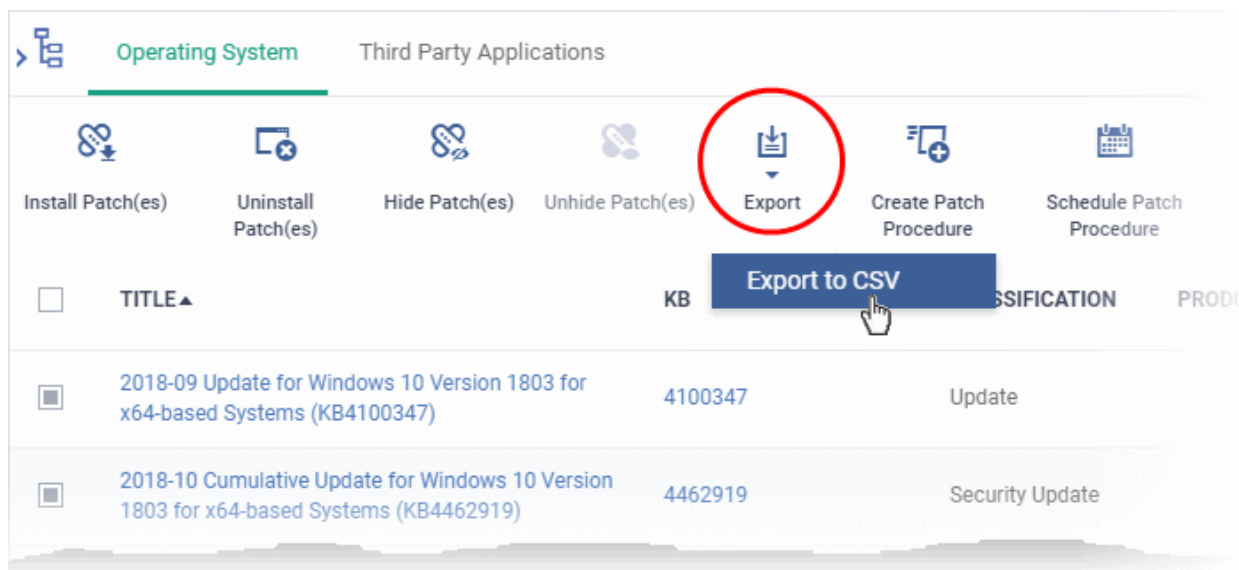 Operating System Third Party Applications
Install Patch(es) Uninstall Patch(es) Hide Patch(es) Unhide Patch(es) Export Create Patch Procedure Schedule Patch Procedure
Export to CSV
TITLE KB SSIFICATION PRODU
2018-09 Update for Windows 10 Version 1803 for
x64-based Systems (KB4100347)
4100347 Update
2018-10 Cumulative Update for Windows 10 Version
1803 for x64-based Systems (KB4462919)
4462919 Security Update